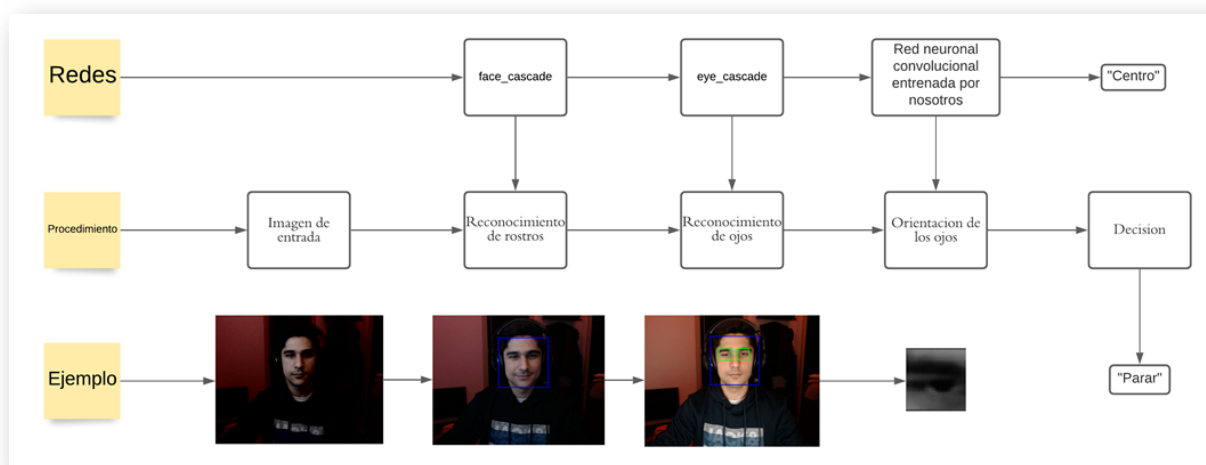 Redes
face_cascade
eye_cascade
Red neuronal
convolucional
entrenada por
nosotros
"Centro"
Procedimiento
Imagen de
entrada
Reconocimiento
de rostros
Reconocimiento
de ojos
Orientacion de
los ojos
Decision
Ejemplo
"Parar"